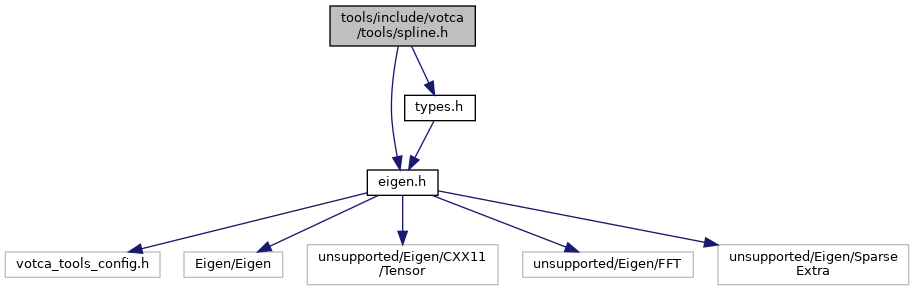 tools/include/votca
/tools/spline.h
types.h
eigen.h
votca_tools_config.h
Eigen/Eigen
unsupported/Eigen/CXX11
/Tensor
unsupported/Eigen/FFT
unsupported/Eigen/Sparse
Extra